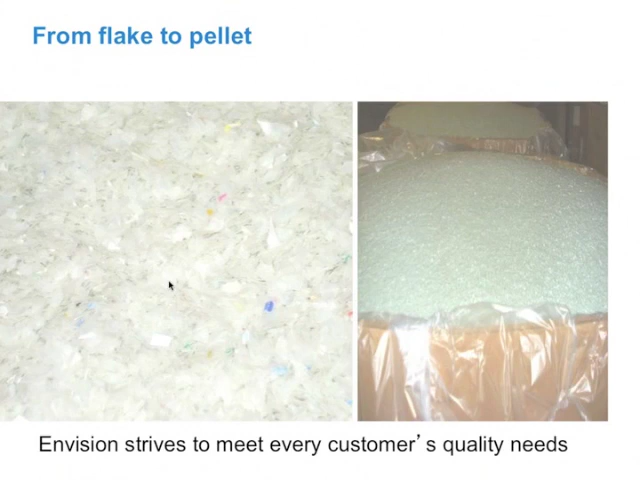 From flake to pellet
Envision strives to meet every customer’s quality needs